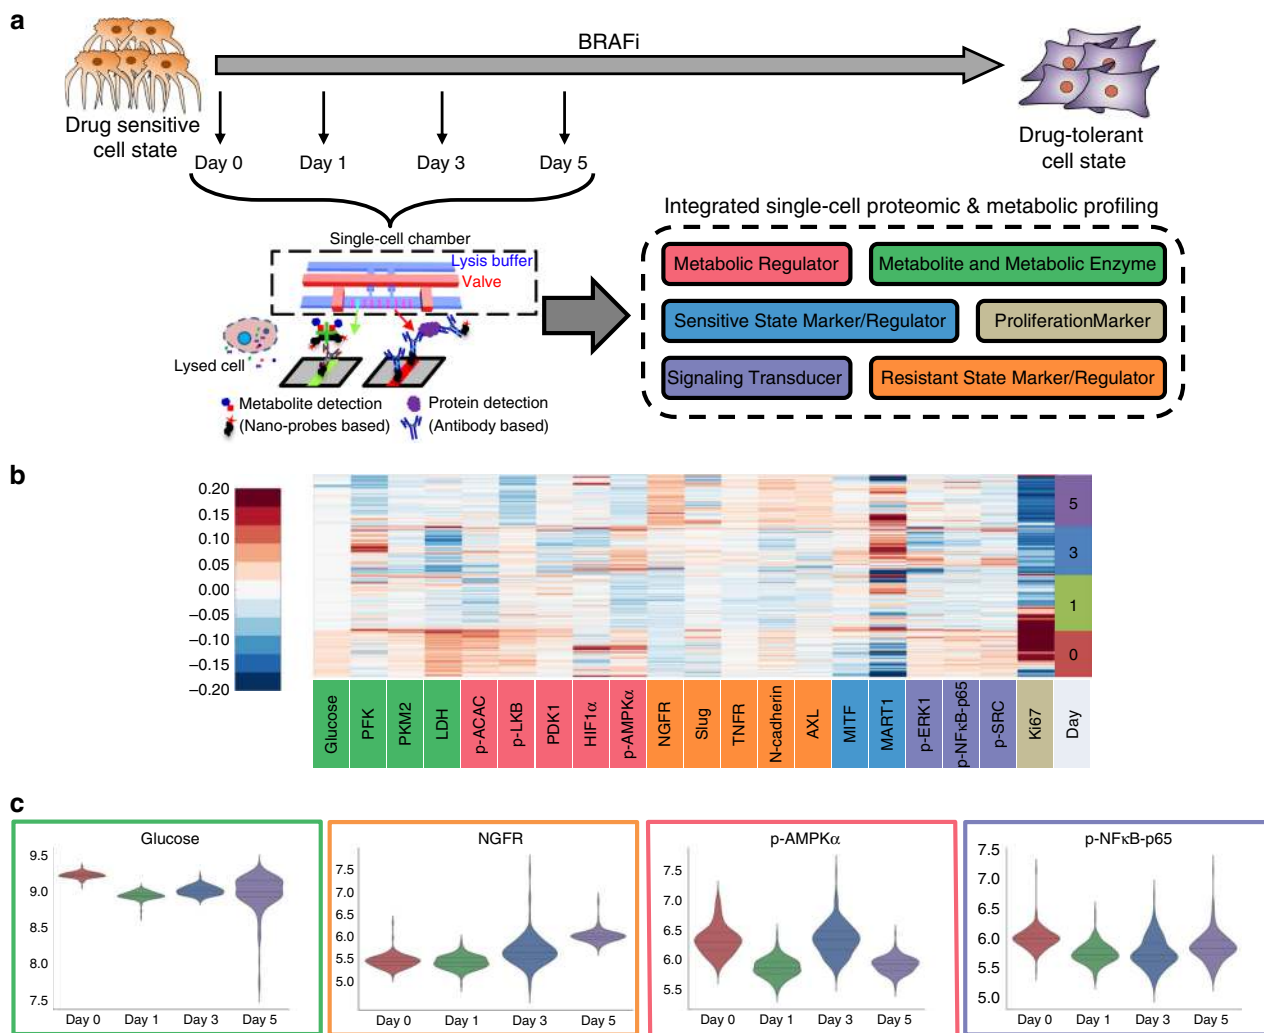 a
BRAFi
Drug sensitive
cell state
Drug-tolerant
cell state
Day 0 Day 1 Day 3 Day 5
Single-cell chamber
Lysis buffer
Valve
Lysed cell
Metabolite detection
(Nano-probes based)
Protein detection
(Antibody based)
Integrated single-cell proteomic & metabolic profiling
Metabolic Regulator
Metabolite and Metabolic Enzyme
Sensitive State Marker/Regulator
ProliferationMarker
Signaling Transducer
Resistant State Marker/Regulator
b
0.20
0.15
0.10
0.05
0.00
−0.05
−0.10
−0.15
−0.20
5
3
1
0
Glucose
PFK
PKM2
LDH
p-ACAC
p-LKB
PDK1
HIF1α
p-AMPKα
NGFR
Slug
TNFR
N-cadherin
AXL
MITF
MART1
p-ERK1
p-NFκB-p65
p-SRC
Ki67
Day
c
Glucose
9.5
9.0
8.5
8.0
7.5
Day 0 Day 1 Day 3 Day 5
NGFR
7.5
7.0
6.5
6.0
5.5
5.0
Day 0 Day 1 Day 3 Day 5
p-AMPKα
7.5
7.0
6.5
6.0
5.5
Day 0 Day 1 Day 3 Day 5
p-NFκB-p65
7.5
7.0
6.5
6.0
5.5
5.0
Day 0 Day 1 Day 3 Day 5